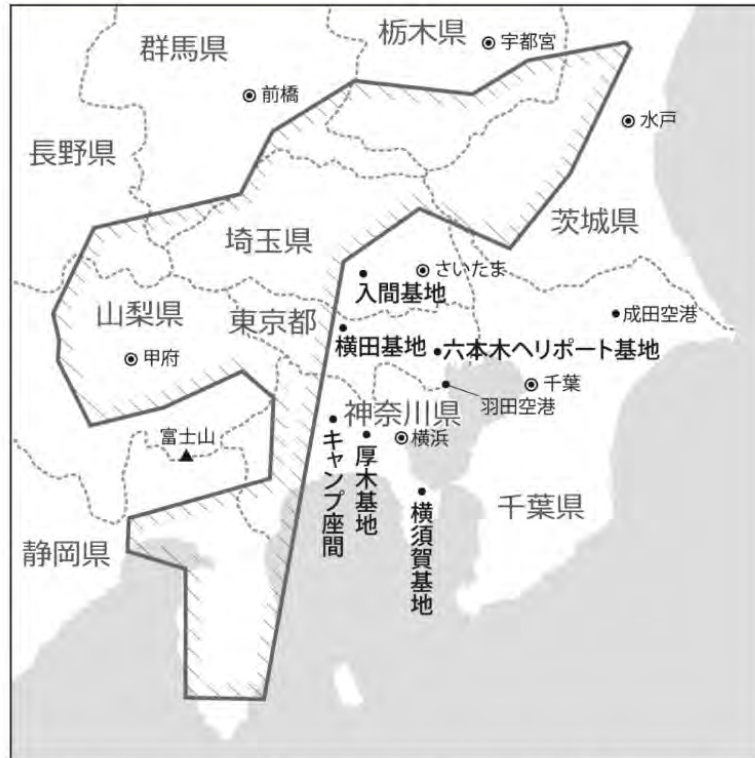 栃木県
群馬県
宇都宮
前橋
水戸
長野県
茨城県
埼玉県
さいたま
入間基地
山梨県
東京都
成田空港
横田基地
六本木ヘリポート基地
甲府
千葉
羽田空港
神奈川県
富士山
横浜
キャンプ座間
厚木基地
横須賀基地
千葉県
静岡県